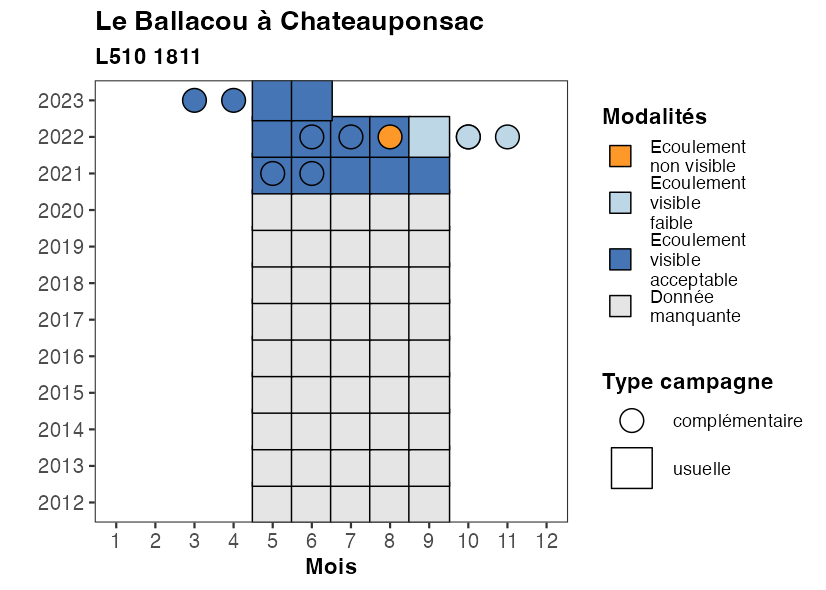 Le Ballacou à Chateauponsac
L510 1811
2023
2022
2021
2020
2019
2018
2017
2016
2015
2014
2013
2012
1 2 3 4 5 6 7 8 9 10 11 12
Mois
Modalités
Ecoulement
non visible
Ecoulement
visible
faible
Ecoulement
visible
acceptable
Donnée
manquante
Type campagne
complémentaire
usuelle